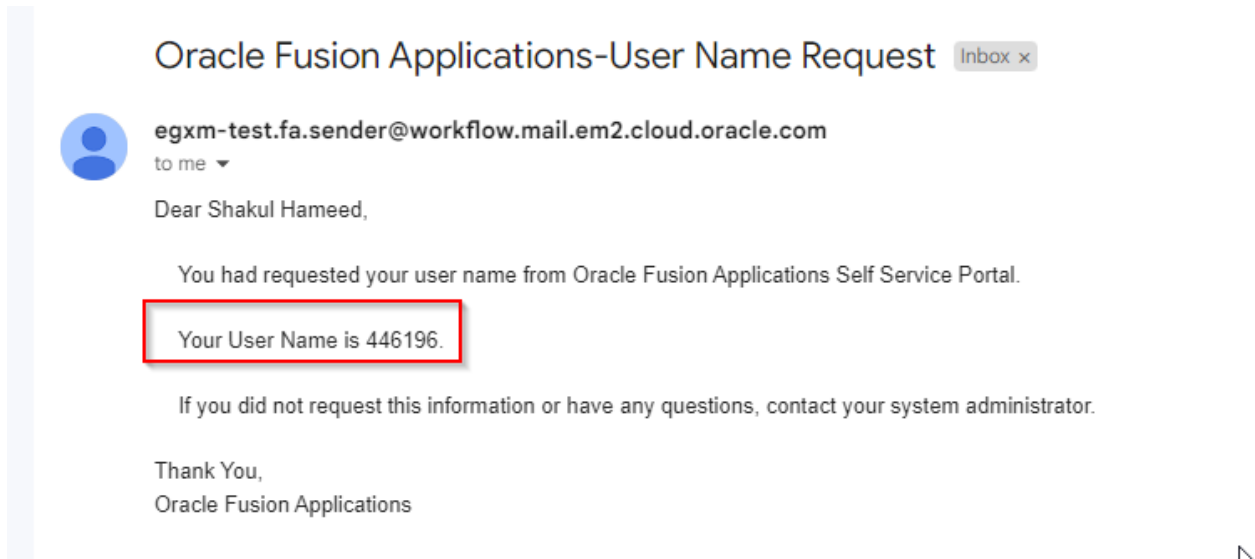 Oracle Fusion Applications-User Name Request Inbox ×
egxm-test.fa.sender@workflow.mail.em2.cloud.oracle.com
to me
Dear Shakul Hameed,
You had requested your user name from Oracle Fusion Applications Self Service Portal.
Your User Name is 446196.
If you did not request this information or have any questions, contact your system administrator.
Thank You,
Oracle Fusion Applications